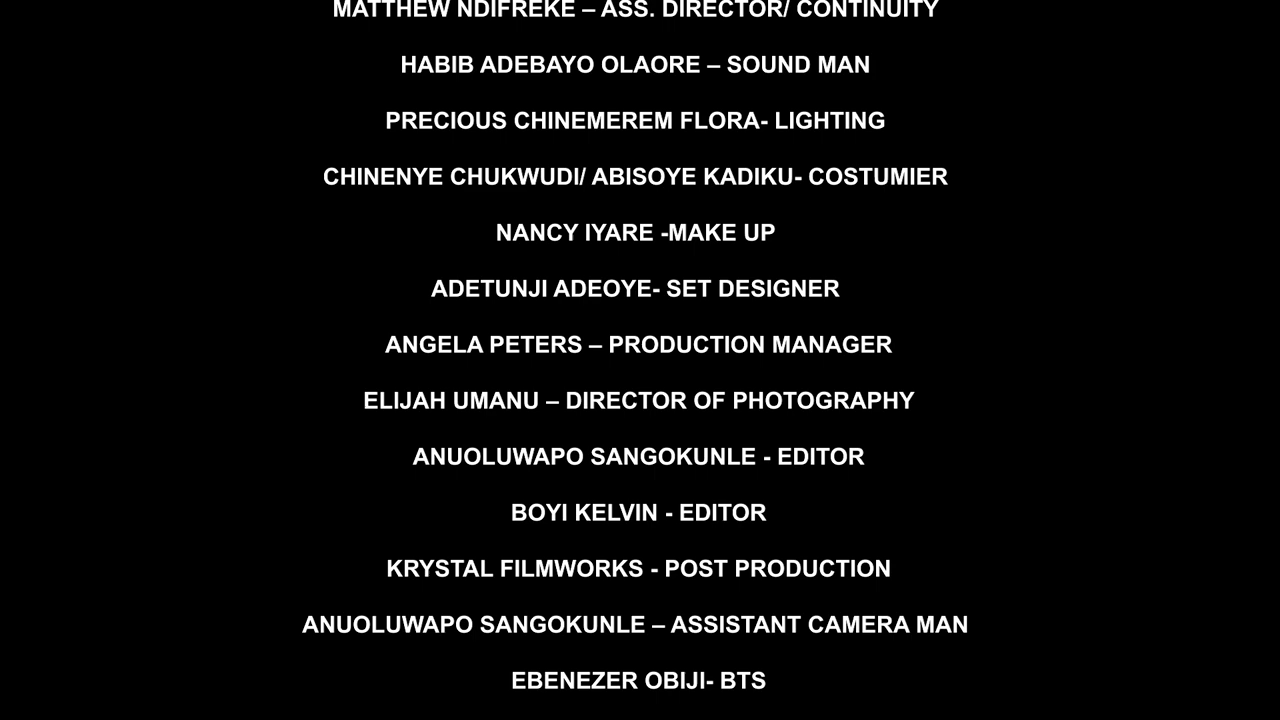 MATTHEW NDIFREKE – ASS. DIRECTOR/ CONTINUITY
HABIB ADEBAYO OLAORE – SOUND MAN
PRECIOUS CHINEMEREM FLORA- LIGHTING
CHINENYE CHUKWUDI/ ABISOYE KADIKU- COSTUMIER
NANCY IYARE -MAKE UP
ADETUNJI ADEOYE- SET DESIGNER
ANGELA PETERS – PRODUCTION MANAGER
ELIJAH UMANU – DIRECTOR OF PHOTOGRAPHY
ANUOLUWAPO SANGOKUNLE - EDITOR
BOYI KELVIN - EDITOR
KRYSTAL FILMWORKS - POST PRODUCTION
ANUOLUWAPO SANGOKUNLE – ASSISTANT CAMERA MAN
EBENEZER OBIJI- BTS